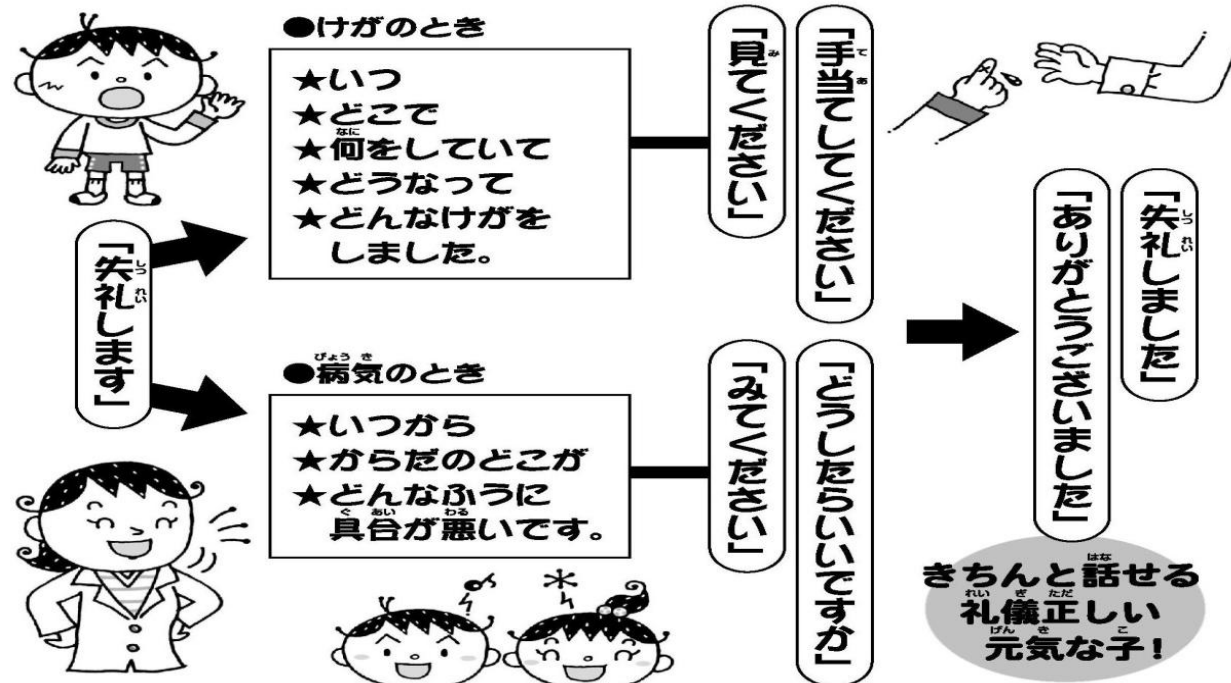 「失礼します」
●けがのとき
★いつ
★どこで
★何をしていて
★どうなって
★どんなけがを
しました。
「手当てしてください」
「見てください」
●病気のとき
★いつから
★からだのどこが
★どんなふうに
具合が悪いです。
「どうしたらいいですか」
「みてください」
「失礼しました」
「ありがとうございました」
きちんと話せる
礼儀正しい
元気な子!